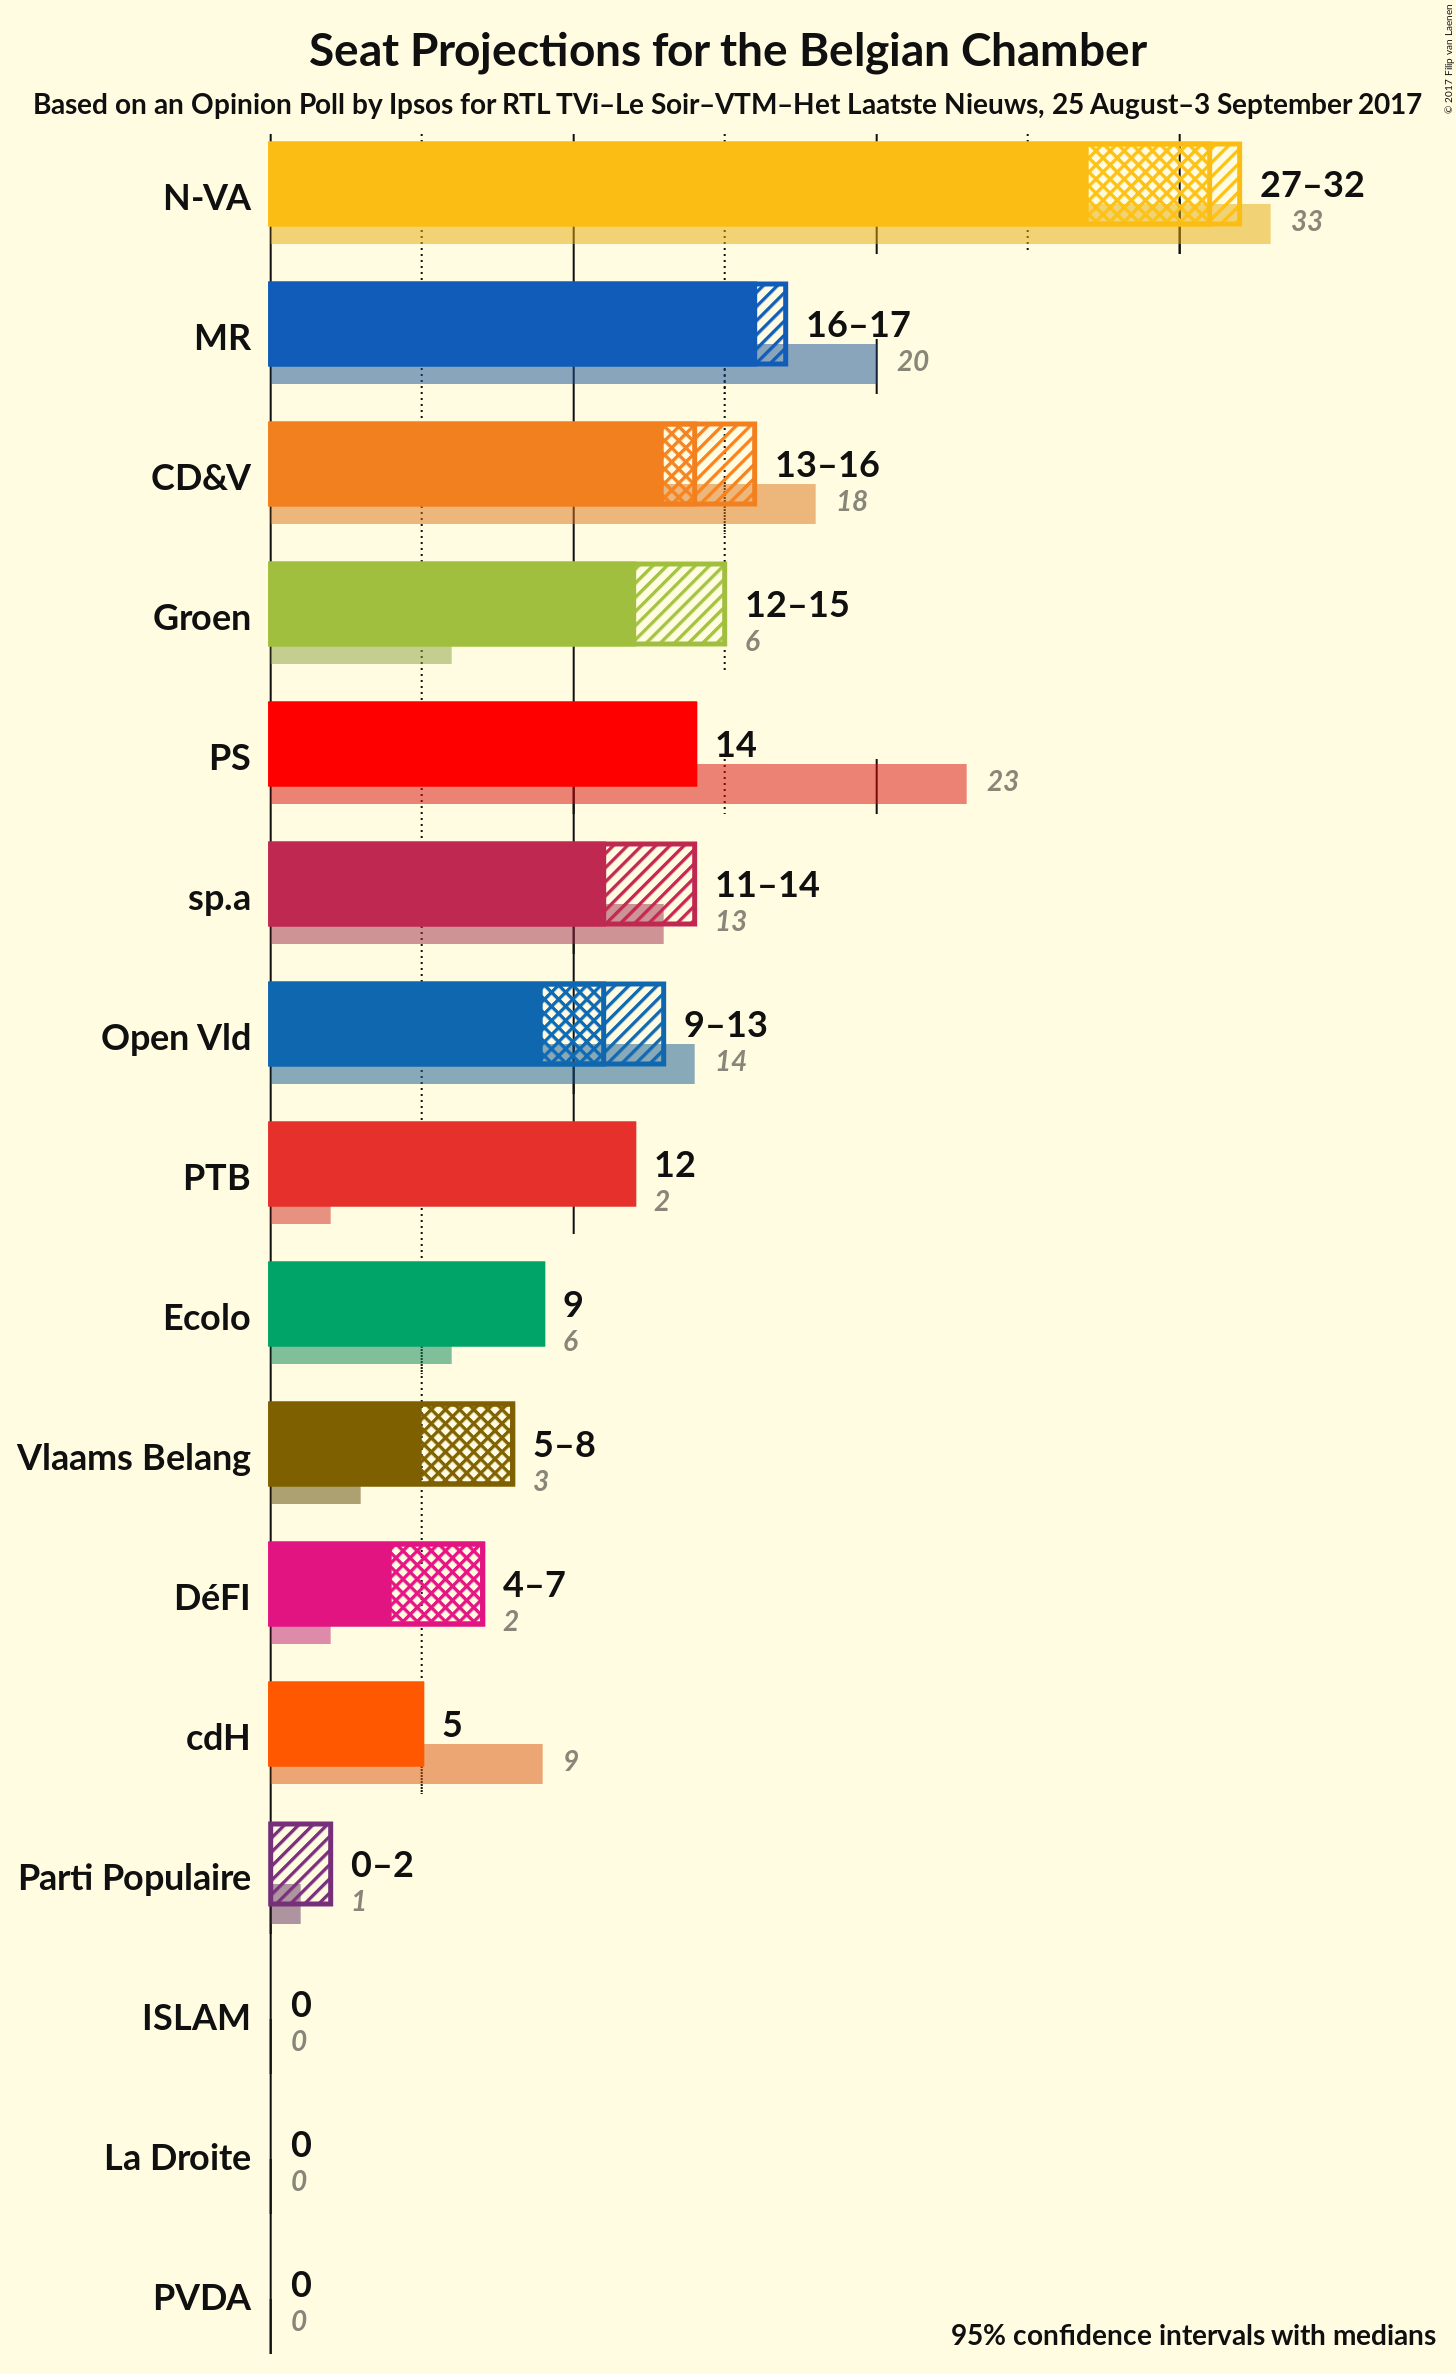 Seat Projections for the Belgian Chamber
Based on an Opinion Poll by Ipsos for RTL TVi–Le Soir–VTM–Het Laatste Nieuws, 25 August–3 September 2017
© 2017 Filip van Laenen
N-VA
27–32
33
MR
16–17
20
CD&V
13–16
18
Groen
12–15
6
PS
14
23
sp.a
11–14
13
Open Vld
9–13
14
PTB
12
2
Ecolo
9
6
Vlaams Belang
5–8
3
DéFI
4–7
2
cdH
5
9
Parti Populaire
0–2
1
ISLAM
0
0
La Droite
0
0
PVDA
0
0
95% confidence intervals with medians